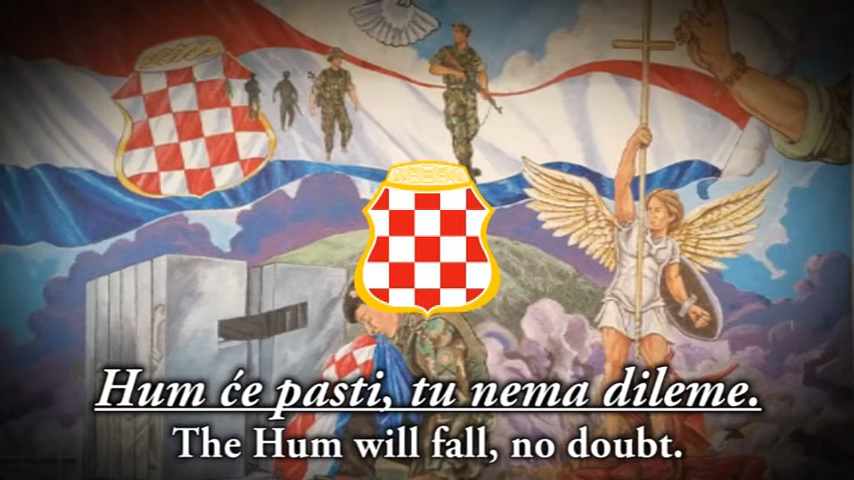 Hum će pasti, tu nema dileme.
The Hum will fall, no doubt.